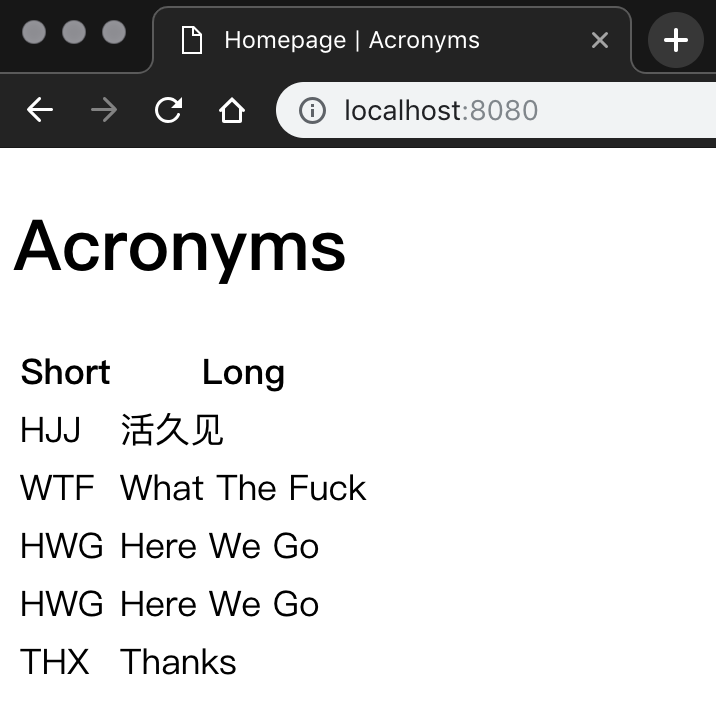 Homepage | Acronyms
localhost:8080
Acronyms
Short Long
HJJ 活久见
WTF What The Fuck
HWG Here We Go
HWG Here We Go
THX Thanks